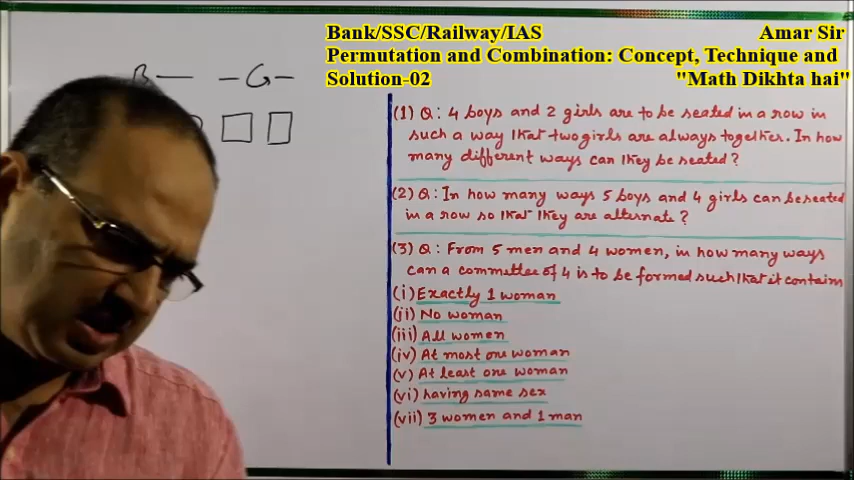 Bank/SSC/Railway/IAS Amar Sir
Permutation and Combination: Concept, Technique and
Solution-02 "Math Dikhta hai"
B — — G —
(1) Q: 4 boys and 2 girls are to be seated in a row in
such a way that two girls are always together. In how
many different ways can they be seated?
(2) Q: In how many ways 5 boys and 4 girls can be seated
in a row so that they are alternate?
(3) Q: From 5 men and 4 women, in how many ways
can a committee of 4 is to be formed such that it contains
(i) Exactly 1 woman
(ii) No woman
(iii) All women
(iv) At most one woman
(v) At least one woman
(vi) having same sex
(vii) 3 women and 1 man